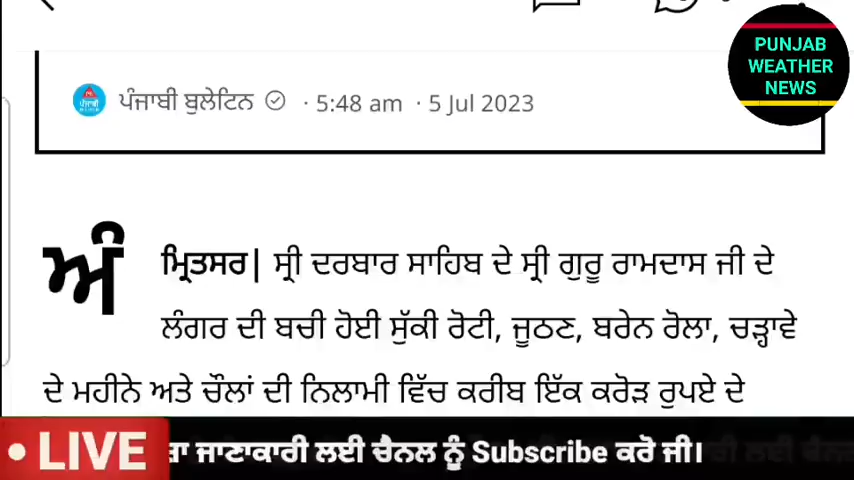 PUNJAB
WEATHER
NEWS
ਪੰਜਾਬੀ ਬੁਲੇਟਿਨ · 5:48 am · 5 Jul 2023
ਅੰਮ੍ਰਿਤਸਰ| ਸ੍ਰੀ ਦਰਬਾਰ ਸਾਹਿਬ ਦੇ ਸ੍ਰੀ ਗੁਰੂ ਰਾਮਦਾਸ ਜੀ ਦੇ
ਲੰਗਰ ਦੀ ਬਚੀ ਹੋਈ ਸੁੱਕੀ ਰੋਟੀ, ਜੂਠਣ, ਬਰੇਨ ਰੋਲਾ, ਚੜ੍ਹਾਵੇ
ਦੇ ਮਹੀਨੇ ਅਤੇ ਚੌਲਾਂ ਦੀ ਨਿਲਾਮੀ ਵਿੱਚ ਕਰੀਬ ਇੱਕ ਕਰੋੜ ਰੁਪਏ ਦੇ
• LIVE ਜਾਣਾਕਾਰੀ ਲਈ ਚੈਨਲ ਨੂੰ Subscribe ਕਰੋ ਜੀ।